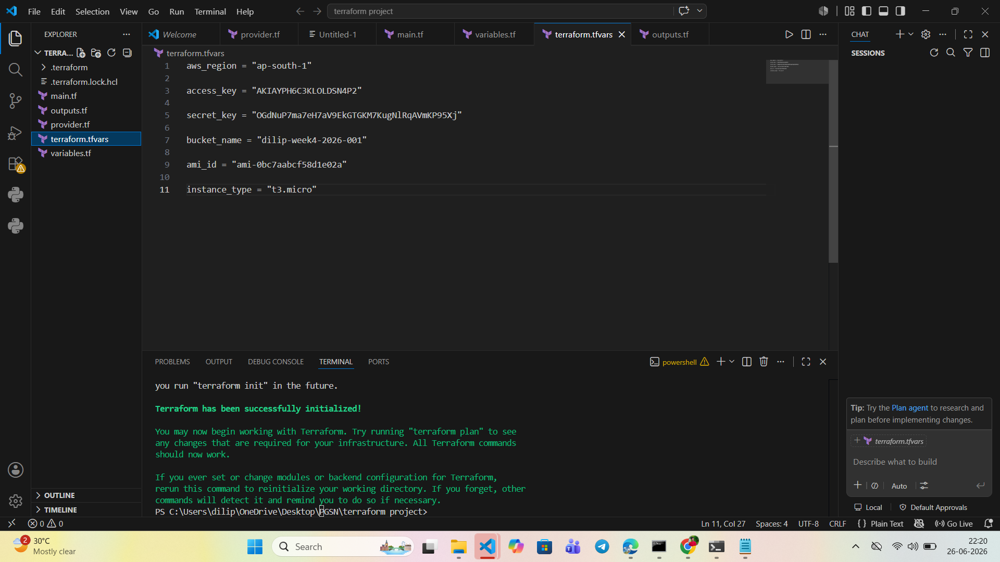 File Edit Selection View Go Run Terminal Help
terraform project
EXPLORER
TERRA...
.terraform
.terraform.lock.hcl
main.tf
outputs.tf
provider.tf
terraform.tfvars
variables.tf
OUTLINE
TIMELINE
Welcome provider.tf Untitled-1 main.tf variables.tf terraform.tfvars outputs.tf
terraform.tfvars
1 aws_region = "ap-south-1"
2
3 access_key = "AKIAYPH6C3KLOLDSN4P2"
4
5 secret_key = "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"
6
7 bucket_name = "dilip-week4-2026-001"
8
9 ami_id = "ami-0bc7aabcf58d1e02a"
10
11 instance_type = "t3.micro"
PROBLEMS OUTPUT DEBUG CONSOLE TERMINAL PORTS
powershell
you run "terraform init" in the future.
Terraform has been successfully initialized!
You may now begin working with Terraform. Try running "terraform plan" to see
any changes that are required for your infrastructure. All Terraform commands
should now work.
If you ever set or change modules or backend configuration for Terraform,
rerun this command to reinitialize your working directory. If you forget, other
commands will detect it and remind you to do so if necessary.
PS C:\Users\dilip\OneDrive\Desktop\PGSN\terraform project>
CHAT
SESSIONS
Tip: Try the Plan agent to research and
plan before implementing changes.
terraform.tfvars
Describe what to build
Auto
Local Default Approvals
0 0
Ln 11, Col 27 Spaces: 4 UTF-8 CRLF { } Plain Text Go Live
2
30°C
Mostly clear
Search
22:20
26-06-2026